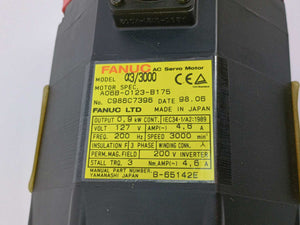 FANUC AC Servo Motor
MODEL α3/3000
MOTOR SPEC.
A06B-0123-B175
No. C986C7396 DATE 98.06
FANUC LTD MADE IN JAPAN
OUTPUT 0.9 kW CONT. IEC34-1/A2:1989
VOLT 127 V AMP(~) 4,6 A
FREQ. 200 Hz SPEED 3000 min⁻¹
INSULATION F 3 PHASE WINDING CONN. ⅄
PERM. MAG. FIELD 200 V INVERTER
STALL TRQ. 3 Nm, AMP(~) 4,6 A
MANUAL PART NUMBER B-65142E
YAMANASHI JAPAN